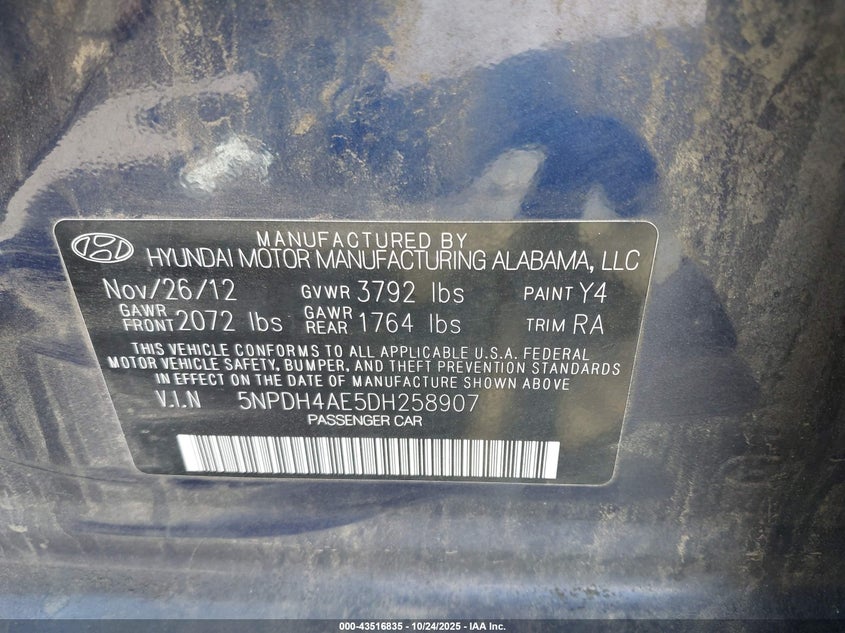 MANUFACTURED BY
HYUNDAI MOTOR MANUFACTURING ALABAMA, LLC
Nov/26/12 GVWR 3792 lbs PAINT Y4
GAWR FRONT 2072 lbs GAWR REAR 1764 lbs TRIM RA
THIS VEHICLE CONFORMS TO ALL APPLICABLE U.S.A. FEDERAL
MOTOR VEHICLE SAFETY, BUMPER, AND THEFT PREVENTION STANDARDS
IN EFFECT ON THE DATE OF MANUFACTURE SHOWN ABOVE
V.I.N 5NPDH4AE5DH258907
PASSENGER CAR
000-43516835 - 10/24/2025 - IAA Inc.